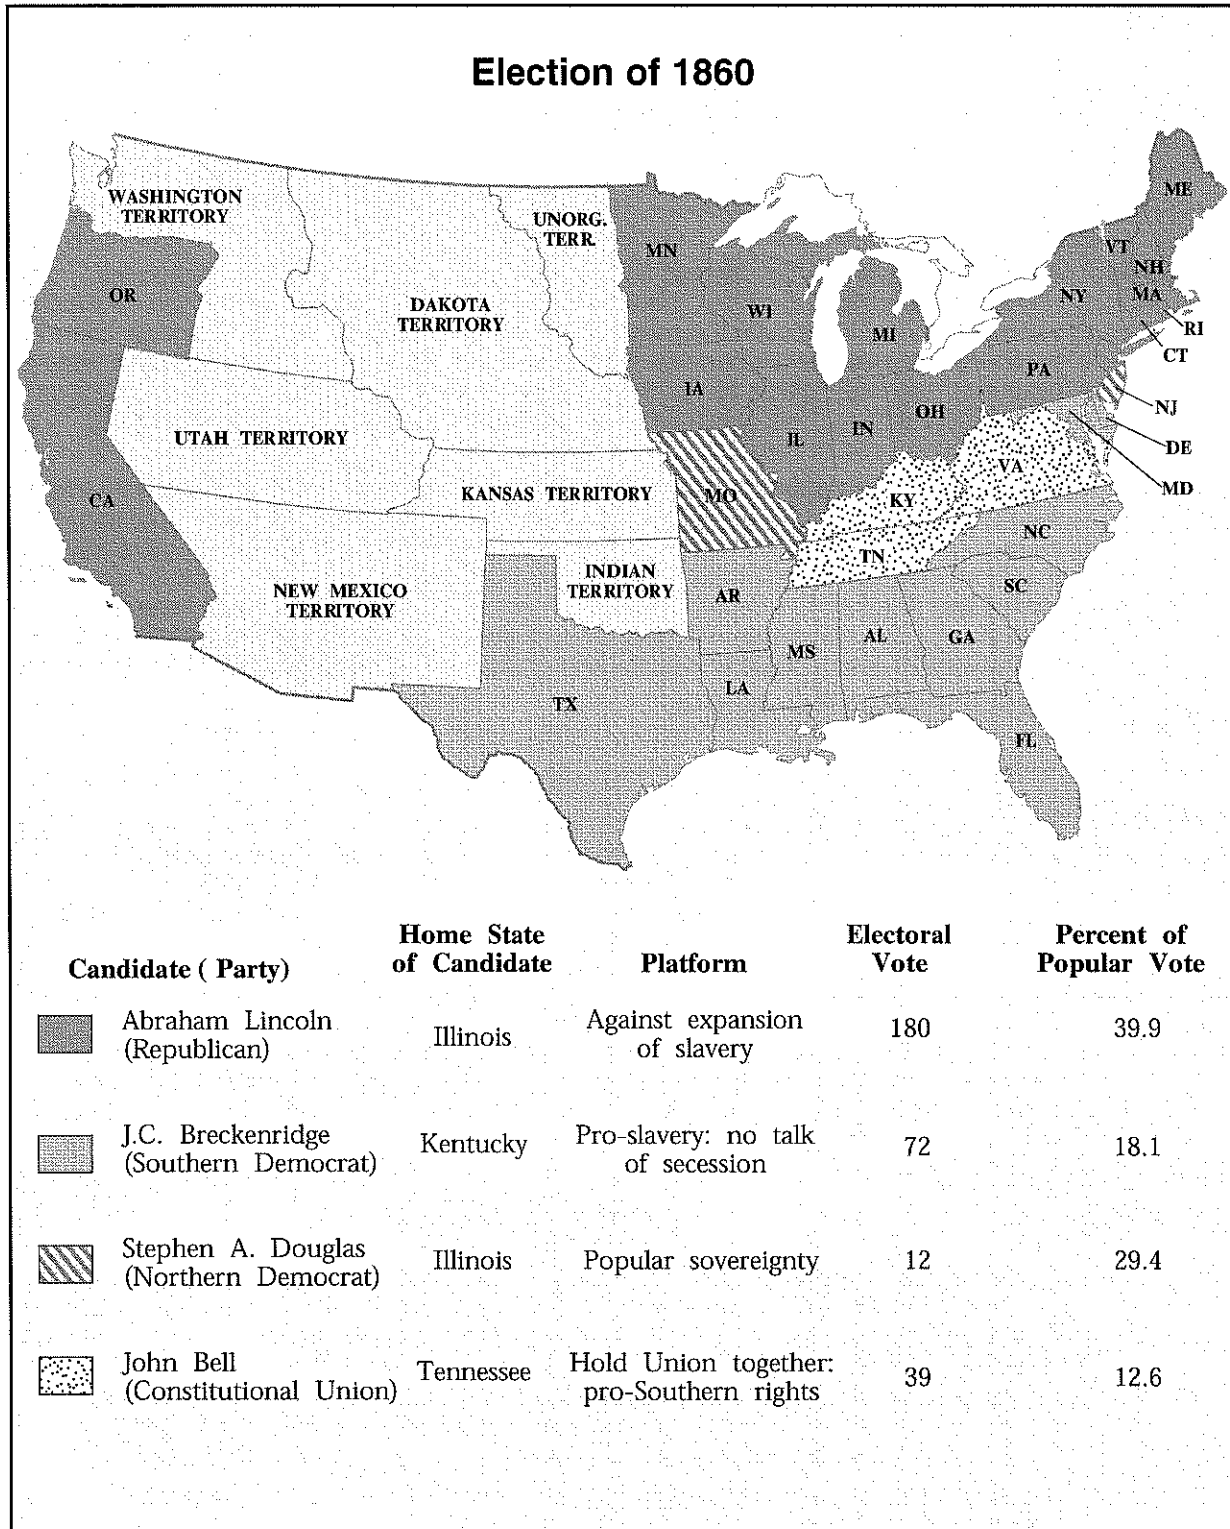 Election of 1860
WASHINGTON
TERRITORY
UNORG.
TERR.
DAKOTA
TERRITORY
OR
MN
WI
MI
ME
VT
NH
NY
MA
RI
CT
PA
NJ
DE
MD
IA
IL
IN
OH
UTAH TERRITORY
CA
KANSAS TERRITORY
MO
KY
VA
TN
NC
NEW MEXICO
TERRITORY
INDIAN
TERRITORY
AR
SC
MS
AL
GA
LA
TX
FL
Candidate ( Party)
Home State
of Candidate
Platform
Electoral
Vote
Percent of
Popular Vote
Abraham Lincoln
(Republican)
Illinois
Against expansion
of slavery
180
39.9
J.C. Breckenridge
(Southern Democrat)
Kentucky
Pro-slavery: no talk
of secession
72
18.1
Stephen A. Douglas
(Northern Democrat)
Illinois
Popular sovereignty
12
29.4
John Bell
(Constitutional Union)
Tennessee
Hold Union together:
pro-Southern rights
39
12.6